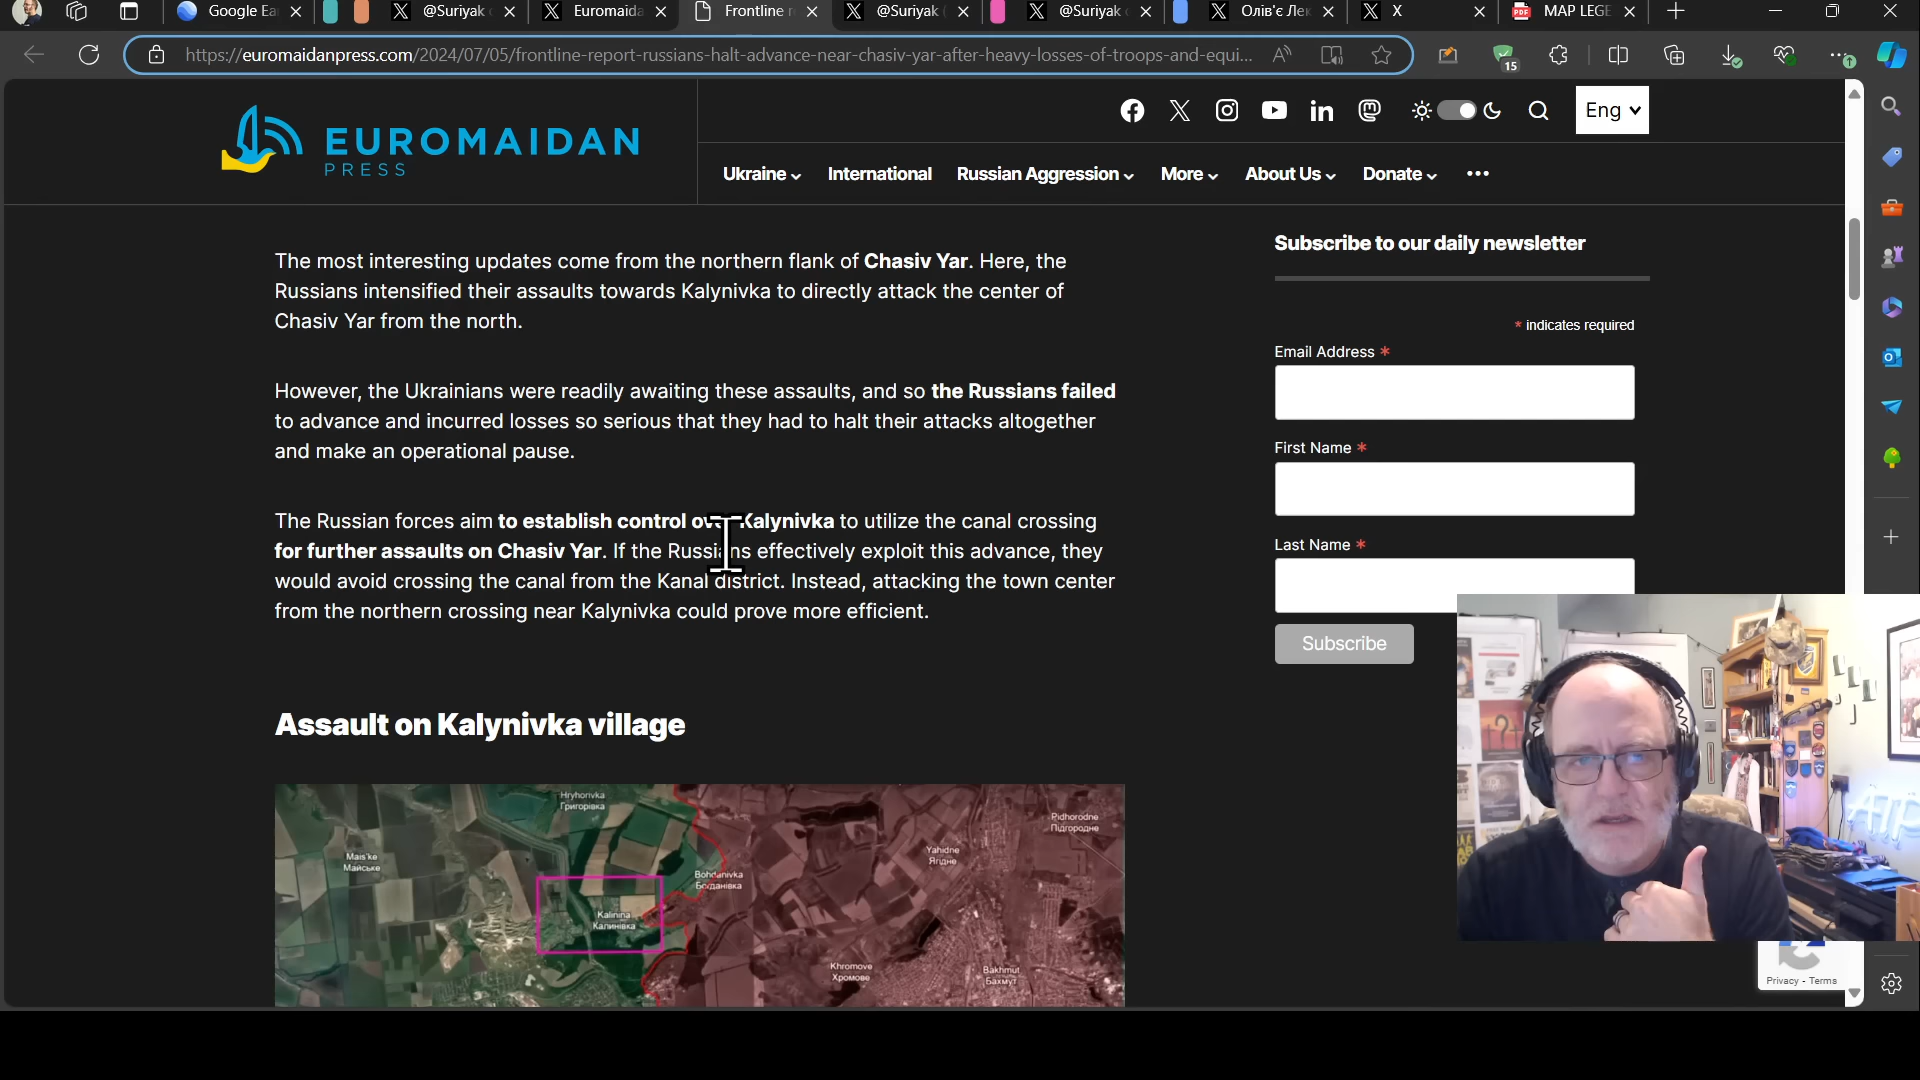 Google Ea
@Suriyak
Euromaida
Frontline r
@Suriyak
@Suriyak
Олів'є Лек
X
MAP LEGE
https://euromaidanpress.com/2024/07/05/frontline-report-russians-halt-advance-near-chasiv-yar-after-heavy-losses-of-troops-and-equi...
15
EUROMAIDAN
PRESS
Eng
Ukraine
International
Russian Aggression
More
About Us
Donate
The most interesting updates come from the northern flank of Chasiv Yar. Here, the
Russians intensified their assaults towards Kalynivka to directly attack the center of
Chasiv Yar from the north.
However, the Ukrainians were readily awaiting these assaults, and so the Russians failed
to advance and incurred losses so serious that they had to halt their attacks altogether
and make an operational pause.
The Russian forces aim to establish control over Kalynivka to utilize the canal crossing
for further assaults on Chasiv Yar. If the Russians effectively exploit this advance, they
would avoid crossing the canal from the Kanal district. Instead, attacking the town center
from the northern crossing near Kalynivka could prove more efficient.
Assault on Kalynivka village
Hryhorivka
Григорівка
Pidhorodne
Підгородне
Mais'ke
Майське
Yahidne
Ягідне
Bohdanivka
Богданівка
Kalinina
Калинівка
Khromove
Хромове
Bakhmut
Бахмут
Subscribe to our daily newsletter
* indicates required
Email Address *
First Name *
Last Name *
Subscribe
Privacy - Terms